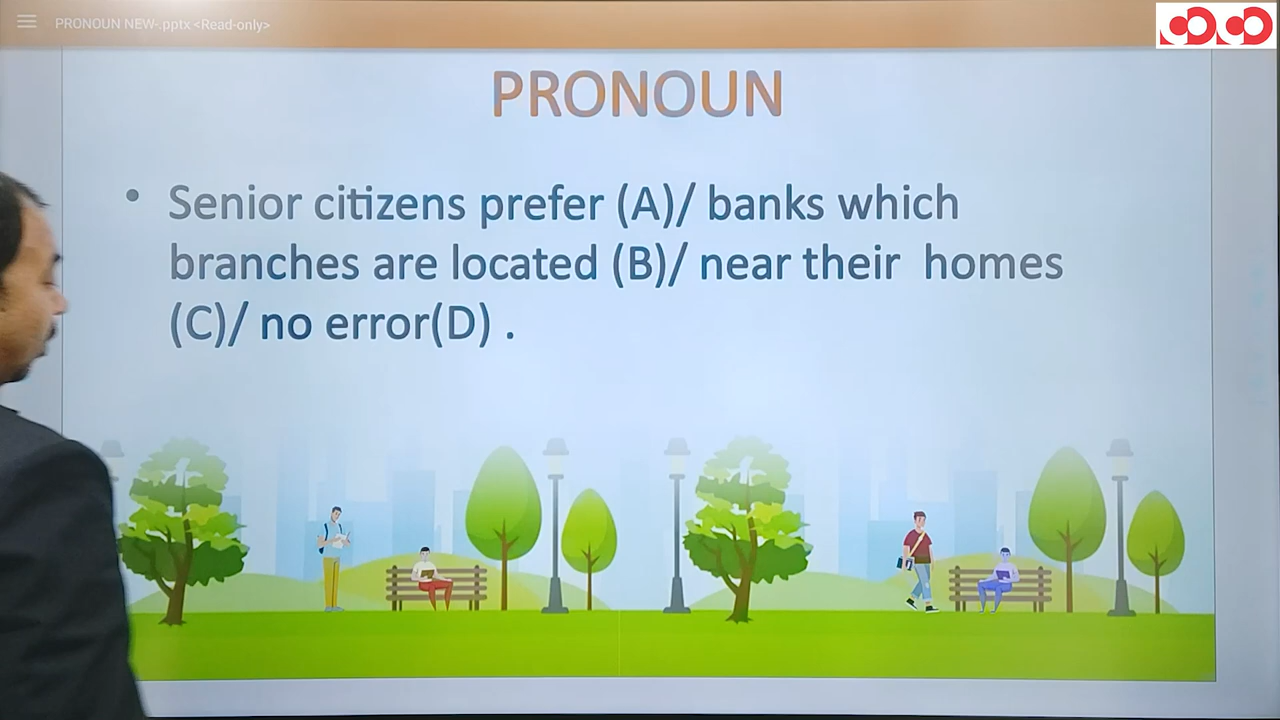 PRONOUN NEW-.pptx <Read-only>
PRONOUN
• Senior citizens prefer (A)/ banks which
branches are located (B)/ near their homes
(C)/ no error(D) .